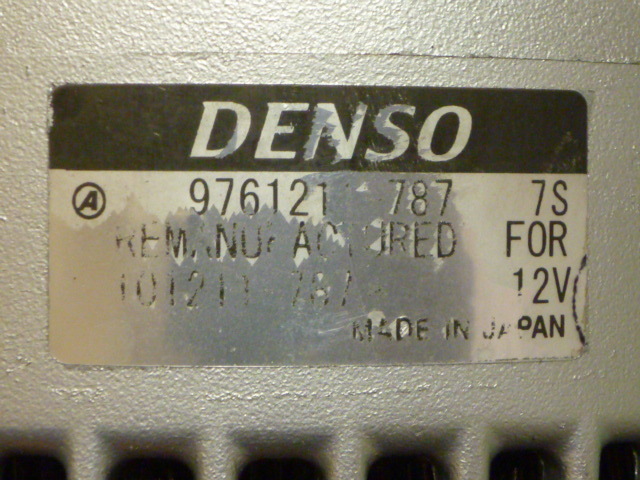 DENSO
Ⓐ 976121 787 7S
REMANUFACTURED FOR
101211 787 12V
MADE IN JAPAN